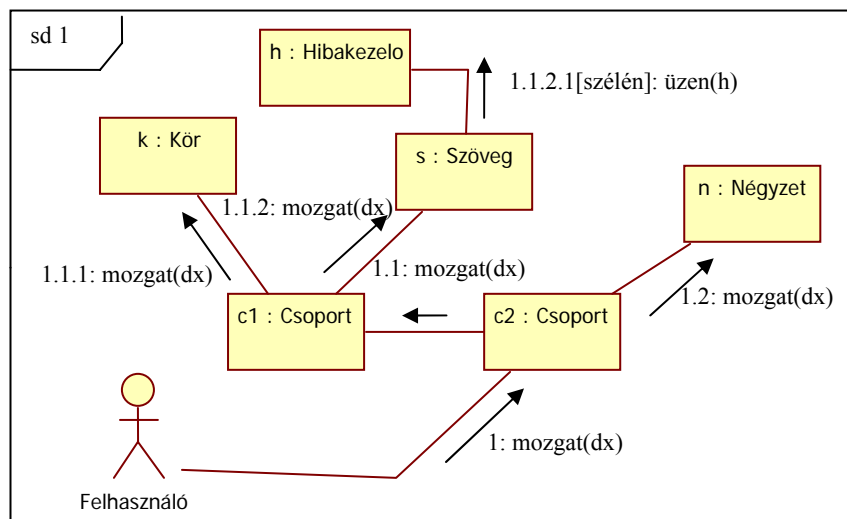 sd 1
h : Hibakezelo
1.1.2.1[szélén]: üzen(h)
k : Kör
s : Szöveg
n : Négyzet
1.1.2: mozgat(dx)
1.1.1: mozgat(dx)
1.1: mozgat(dx)
1.2: mozgat(dx)
c1 : Csoport
c2 : Csoport
1: mozgat(dx)
Felhasználó